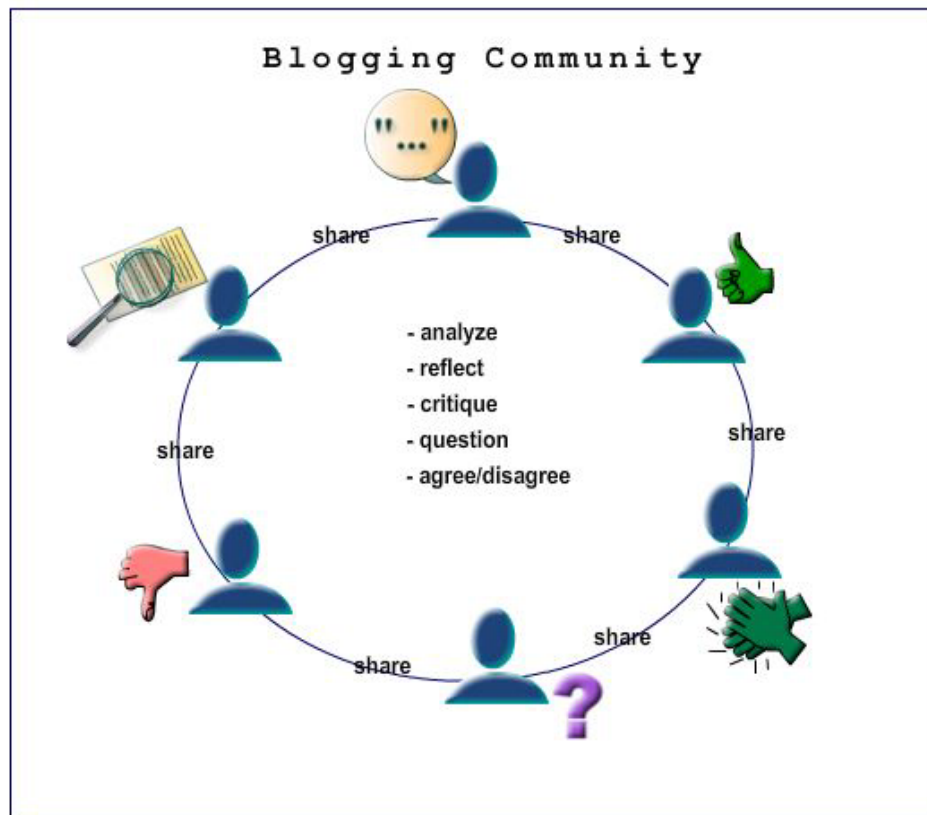 Blogging Community
"..."
share
share
- analyze
- reflect
- critique
- question
- agree/disagree
share
share
share
share
?